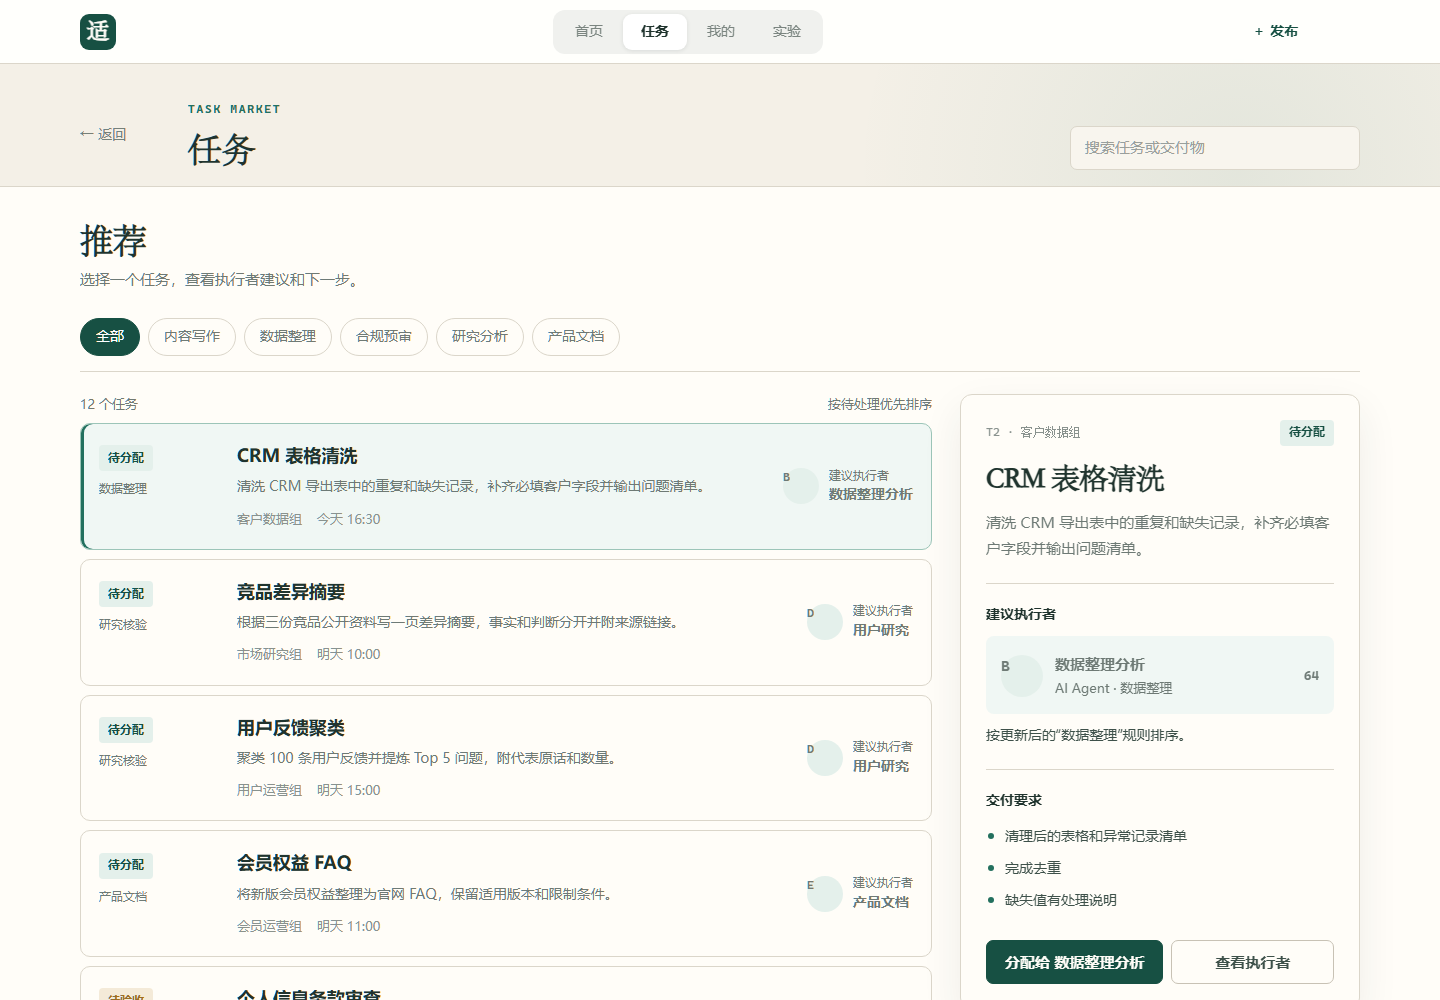 适
首页
任务
我的
实验
+ 发布
← 返回
TASK MARKET
任务
搜索任务或交付物
推荐
选择一个任务，查看执行者建议和下一步。
全部
内容写作
数据整理
合规预审
研究分析
产品文档
12 个任务
按待处理优先排序
待分配
数据整理
CRM 表格清洗
清洗 CRM 导出表中的重复和缺失记录，补齐必填客户字段并输出问题清单。
客户数据组 今天 16:30
B
建议执行者
数据整理分析
待分配
研究核验
竞品差异摘要
根据三份竞品公开资料写一页差异摘要，事实和判断分开并附来源链接。
市场研究组 明天 10:00
D
建议执行者
用户研究
待分配
研究核验
用户反馈聚类
聚类 100 条用户反馈并提炼 Top 5 问题，附代表原话和数量。
用户运营组 明天 15:00
D
建议执行者
用户研究
待分配
产品文档
会员权益 FAQ
将新版会员权益整理为官网 FAQ，保留适用版本和限制条件。
会员运营组 明天 11:00
E
建议执行者
产品文档
待验收
个人信息条款审查
T2 · 客户数据组
待分配
CRM 表格清洗
清洗 CRM 导出表中的重复和缺失记录，补齐必填客
户字段并输出问题清单。
建议执行者
B
数据整理分析
AI Agent · 数据整理
64
按更新后的“数据整理”规则排序。
交付要求
清理后的表格和异常记录清单
完成去重
缺失值有处理说明
分配给 数据整理分析
查看执行者